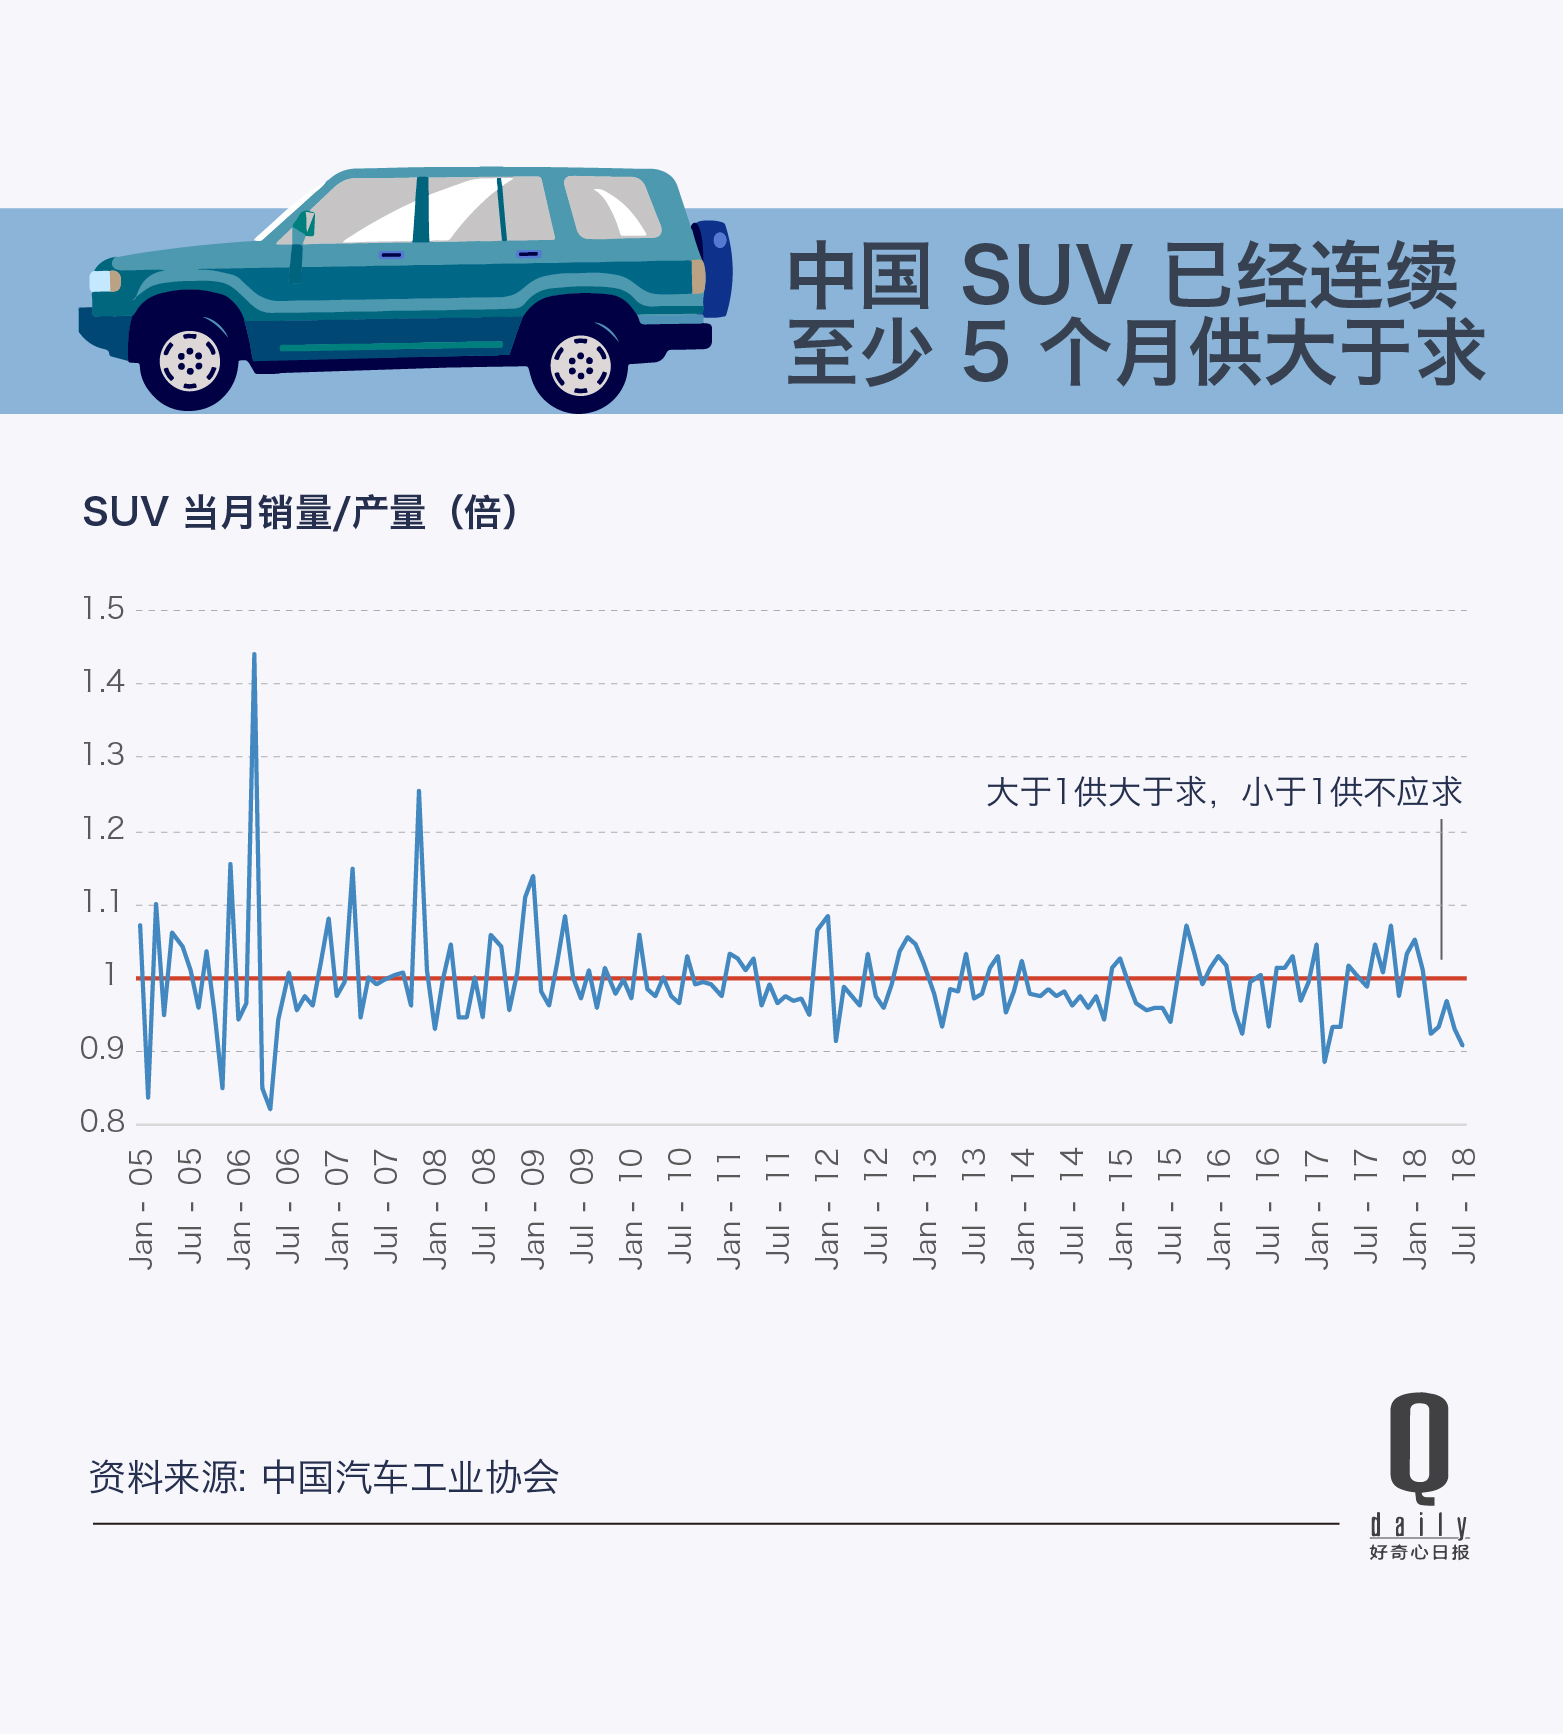 中国 SUV 已经连续
至少 5 个月供大于求
SUV 当月销量/产量（倍）
1.5
1.4
1.3
大于1供大于求，小于1供不应求
1.2
1.1
1
0.9
0.8
Jan - 05
Jul - 05
Jan - 06
Jul - 06
Jan - 07
Jul - 07
Jan - 08
Jul - 08
Jan - 09
Jul - 09
Jan - 10
Jul - 10
Jan - 11
Jul - 11
Jan - 12
Jul - 12
Jan - 13
Jul - 13
Jan - 14
Jul - 14
Jan - 15
Jul - 15
Jan - 16
Jul - 16
Jan - 17
Jul - 17
Jan - 18
Jul - 18
资料来源: 中国汽车工业协会
Q
daily
好奇心日报